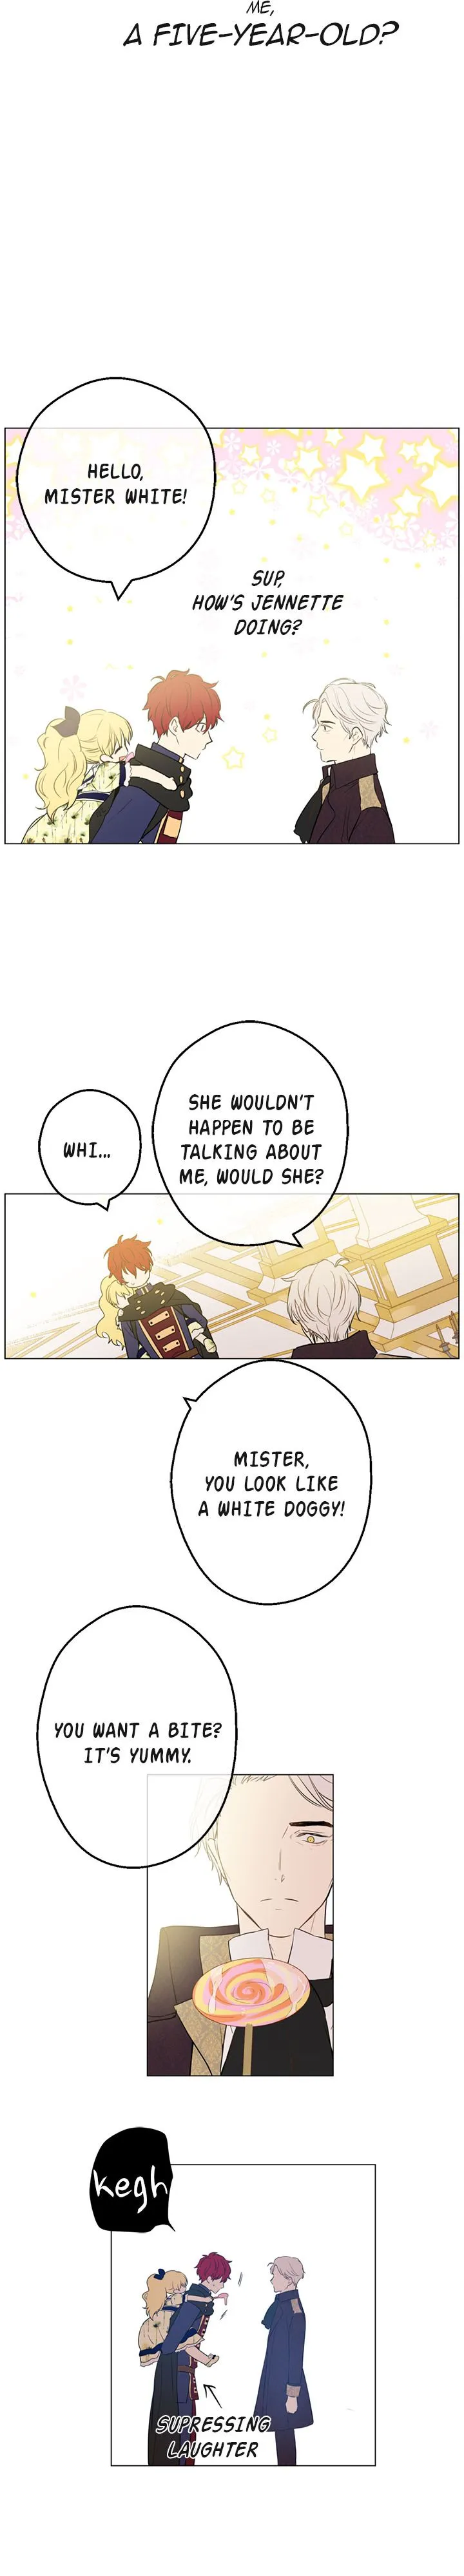 ME,
A FIVE-YEAR-OLD?
HELLO,
MISTER WHITE!
SUP,
HOW'S JENNETTE
DOING?
WHI...
SHE WOULDN'T
HAPPEN TO BE
TALKING ABOUT
ME, WOULD SHE?
MISTER,
YOU LOOK LIKE
A WHITE DOGGY!
YOU WANT A BITE?
IT'S YUMMY.
kegh
SUPRESSING
LAUGHTER